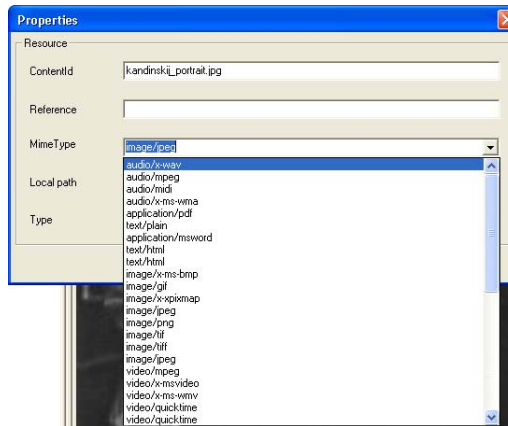 Properties
Resource
ContentId
kandinskij_portrait.jpg
Reference
MimeType
image/jpeg
audio/x-wav
audio/mpeg
audio/midi
audio/x-ms-wma
application/pdf
text/plain
application/msword
text/html
text/html
image/x-ms-bmp
image/gif
image/x-xpixmap
image/jpeg
image/png
image/tif
image/tiff
image/jpeg
video/mpeg
video/x-msvideo
video/x-ms-wmv
video/quicktime
video/quicktime
Local path
Type